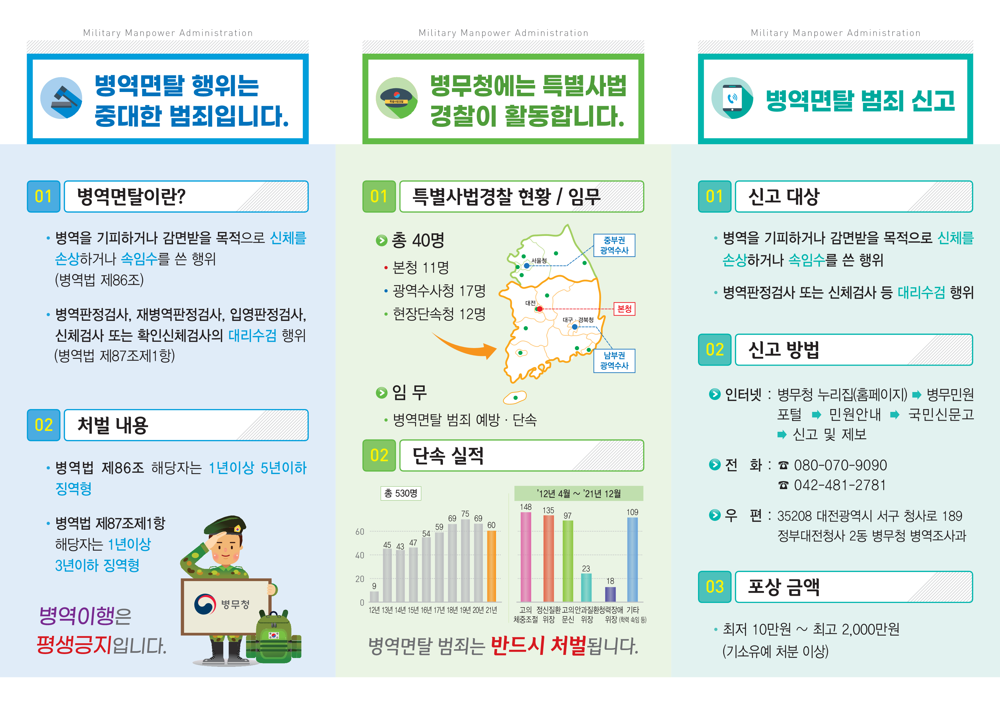 Military Manpower Administration
병역면탈 행위는
중대한 범죄입니다.
01 병역면탈이란?
• 병역을 기피하거나 감면받을 목적으로 신체를
손상하거나 속임수를 쓴 행위
(병역법 제86조)
• 병역판정검사, 재병역판정검사, 입영판정검사,
신체검사 또는 확인신체검사의 대리수검 행위
(병역법 제87조제1항)
02 처벌 내용
• 병역법 제86조 해당자는 1년이상 5년이하
징역형
• 병역법 제87조제1항
해당자는 1년이상
3년이하 징역형
병무청
병역이행은
평생긍지입니다.
Military Manpower Administration
특별사법경찰
병무청에는 특별사법
경찰이 활동합니다.
01 특별사법경찰 현황 / 임무
총 40명
• 본청 11명
• 광역수사청 17명
• 현장단속청 12명
중부권
광역수사
서울청
대전
본청
대구 · 경북청
남부권
광역수사
임 무
• 병역면탈 범죄 예방 · 단속
02 단속 실적
총 530명
60
40
20
0
9 45 43 47 54 59 69 75 69 60
12년 13년 14년 15년 16년 17년 18년 19년 20년 21년
’12년 4월 ~ ’21년 12월
148 135 97 23 18 109
고의 정신질환 고의 안과질환 청력장애 기타
체중조절 위장 문신 위장 위장 (학력 속임 등)
병역면탈 범죄는 반드시 처벌됩니다.
Military Manpower Administration
병역면탈 범죄 신고
01 신고 대상
• 병역을 기피하거나 감면받을 목적으로 신체를
손상하거나 속임수를 쓴 행위
• 병역판정검사 또는 신체검사 등 대리수검 행위
02 신고 방법
인터넷 : 병무청 누리집(홈페이지) ➡ 병무민원
포털 ➡ 민원안내 ➡ 국민신문고
➡ 신고 및 제보
전 화 : ☎ 080-070-9090
☎ 042-481-2781
우 편 : 35208 대전광역시 서구 청사로 189
정부대전청사 2동 병무청 병역조사과
03 포상 금액
• 최저 10만원 ~ 최고 2,000만원
(기소유예 처분 이상)